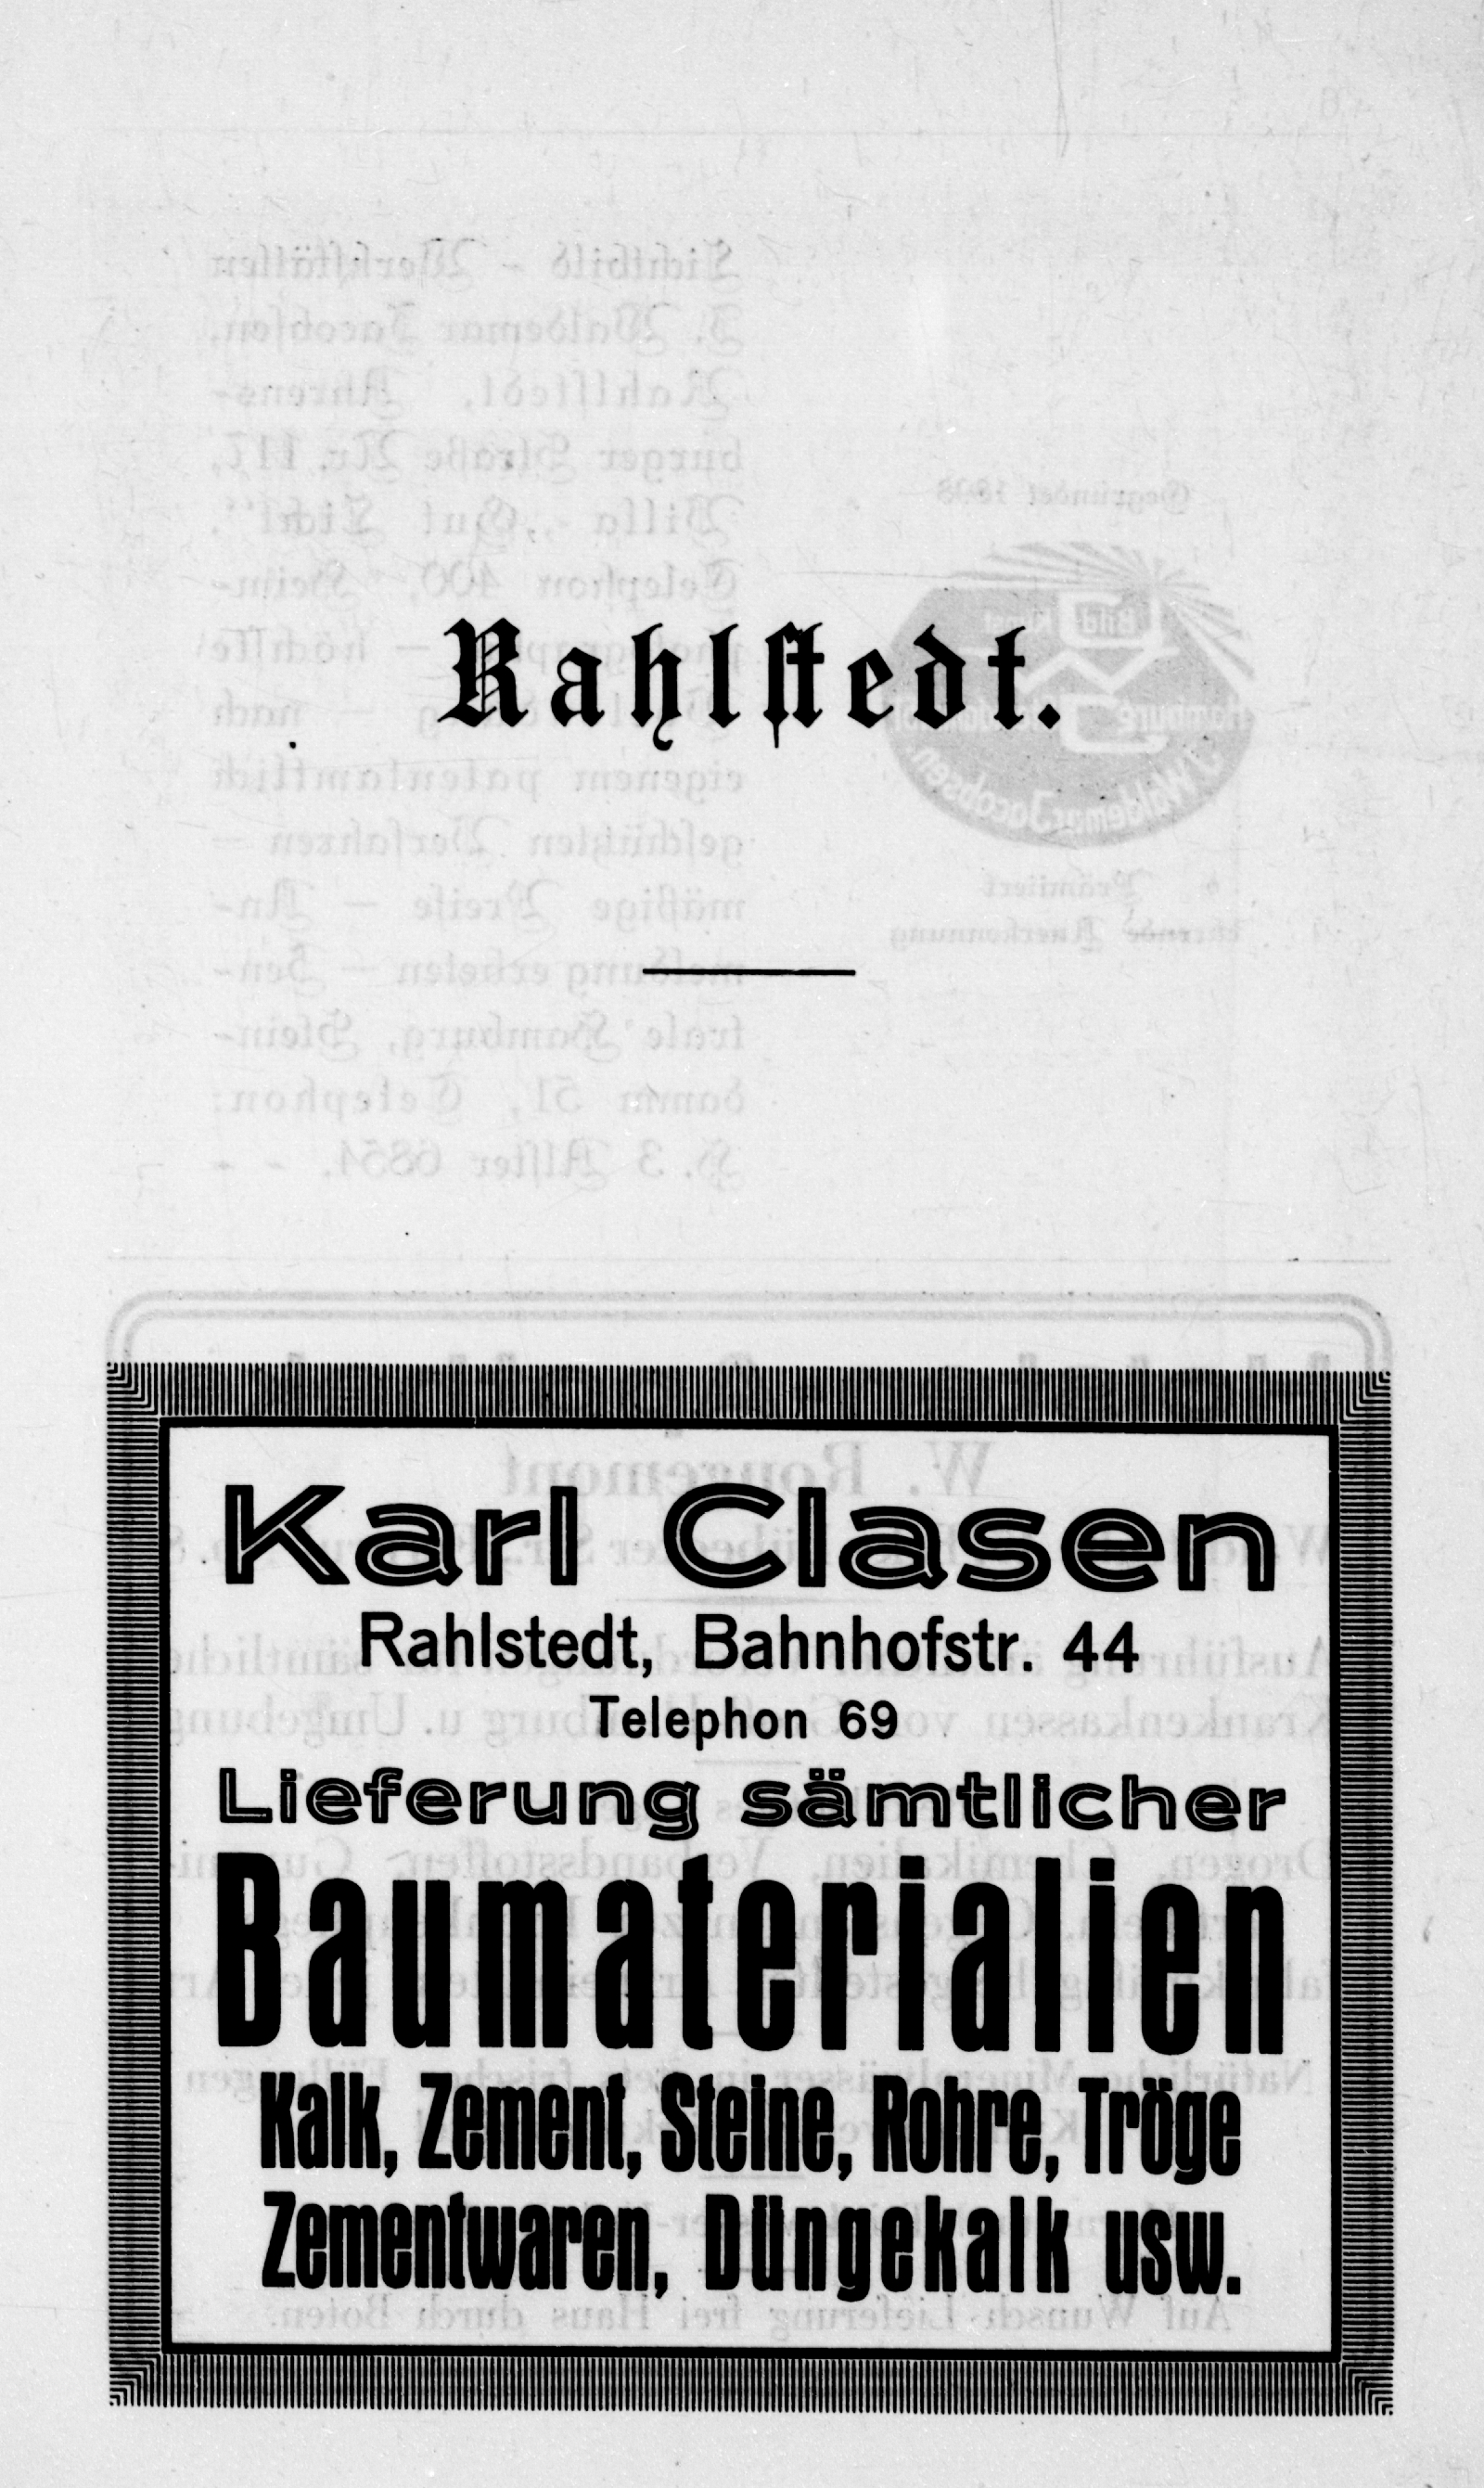 Rahlstedt.
Karl Clasen
Rahlstedt, Bahnhofstr. 44
Telephon 69
Lieferung sämtlicher
Baumaterialien
Kalk, Zement, Steine, Rohre, Tröge
Zementwaren, Düngekalk usw.